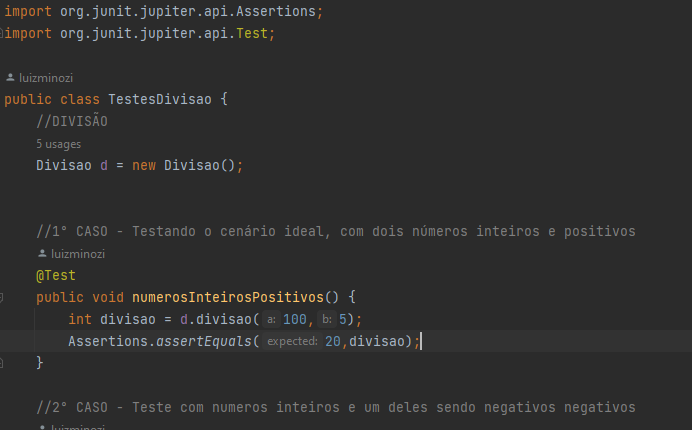 import org.junit.jupiter.api.Assertions;
import org.junit.jupiter.api.Test;
luizminozi
public class TestesDivisao {
//DIVISÃO
5 usages
Divisao d = new Divisao();
//1° CASO - Testando o cenário ideal, com dois números inteiros e positivos
luizminozi
@Test
public void numerosInteirosPositivos() {
int divisao = d.divisao( a: 100, b: 5);
Assertions.assertEquals( expected: 20,divisao);
}
//2° CASO - Teste com numeros inteiros e um deles sendo negativos negativos
luizminozi